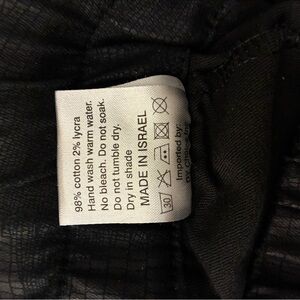 98% cotton 2% lycra
Hand wash warm water.
No bleach. Do not soak.
Do not tumble dry.
Dry in shade
MADE IN ISRAEL
30
Imported by: